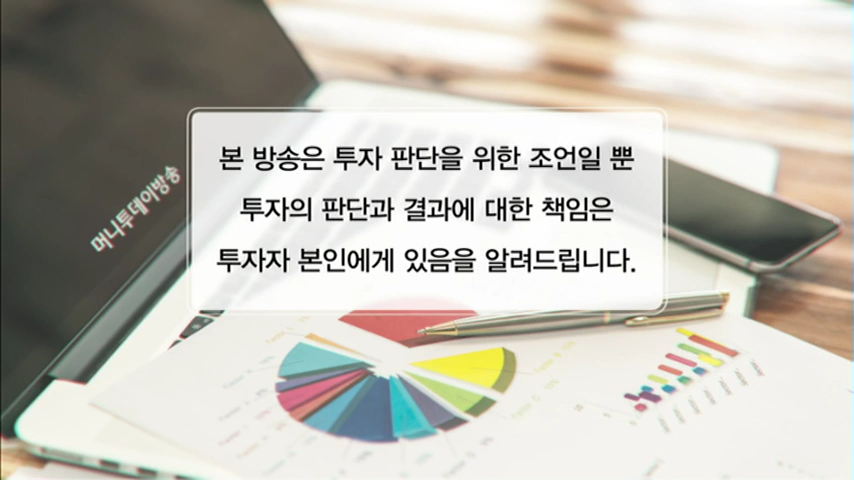 본 방송은 투자 판단을 위한 조언일 뿐
투자의 판단과 결과에 대한 책임은
투자자 본인에게 있음을 알려드립니다.
머니투데이방송